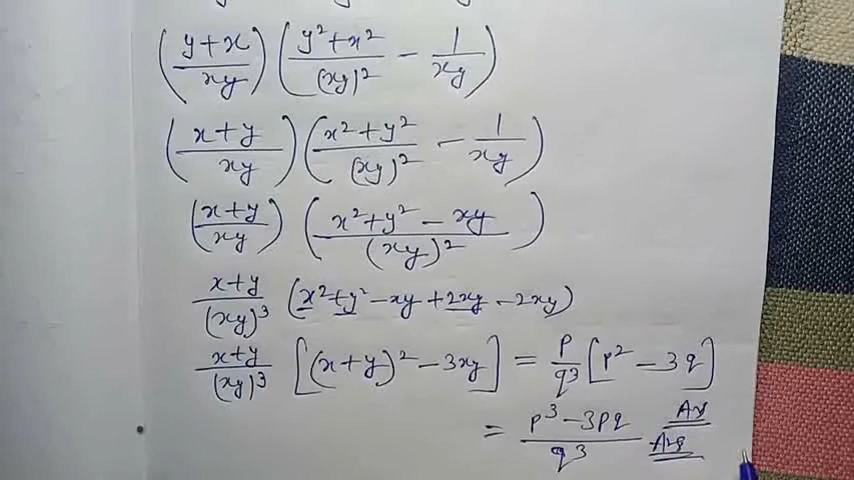 (y+x / xy) (y²+x² / (xy)² − 1/xy)
(x+y / xy) (x²+y² / (xy)² − 1/xy)
(x+y / xy) (x²+y²−xy / (xy)²)
x+y / (xy)³ (x²+y²−xy+2xy−2xy)
x+y / (xy)³ [(x+y)²−3xy] = P/q³ [P²−3q]
= P³−3Pq / q³ Ans Ans